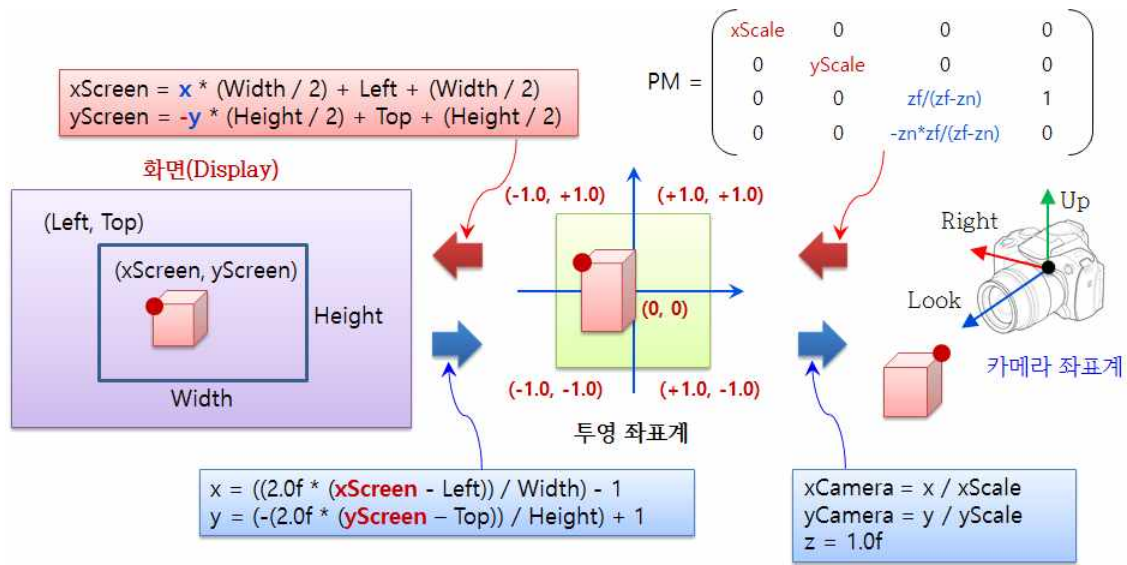 xScreen = x * (Width / 2) + Left + (Width / 2)
yScreen = -y * (Height / 2) + Top + (Height / 2)
PM =
xScale 0 0 0
0 yScale 0 0
0 0 zf/(zf-zn) 1
0 0 -zn*zf/(zf-zn) 0
화면(Display)
(Left, Top)
(xScreen, yScreen)
Height
Width
(-1.0, +1.0)
(+1.0, +1.0)
(0, 0)
(-1.0, -1.0)
(+1.0, -1.0)
투영 좌표계
Up
Right
Look
카메라 좌표계
x = ((2.0f * (xScreen - Left)) / Width) - 1
y = (-(2.0f * (yScreen – Top)) / Height) + 1
xCamera = x / xScale
yCamera = y / yScale
z = 1.0f